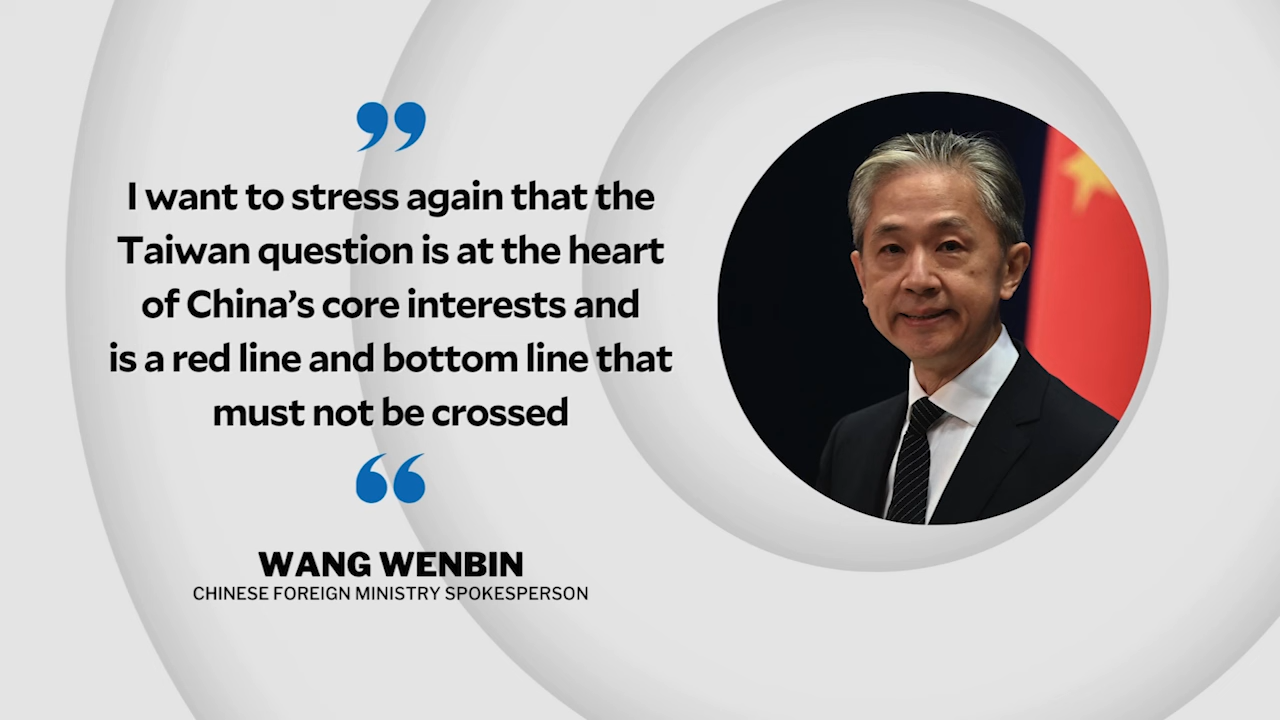 ”
I want to stress again that the
Taiwan question is at the heart
of China’s core interests and
is a red line and bottom line that
must not be crossed
“
WANG WENBIN
CHINESE FOREIGN MINISTRY SPOKESPERSON